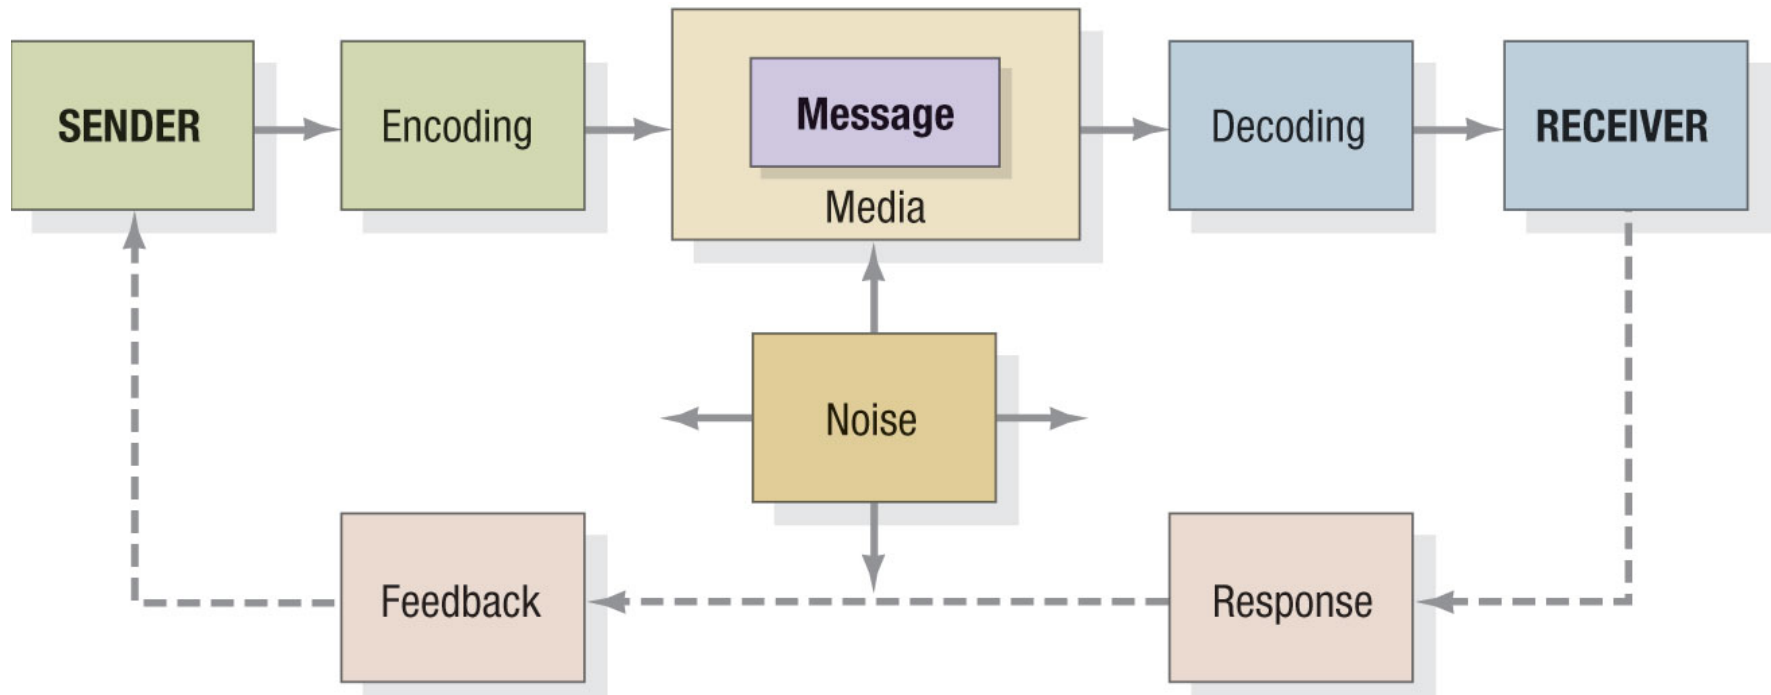 SENDER
Encoding
Message
Media
Decoding
RECEIVER
Noise
Feedback
Response